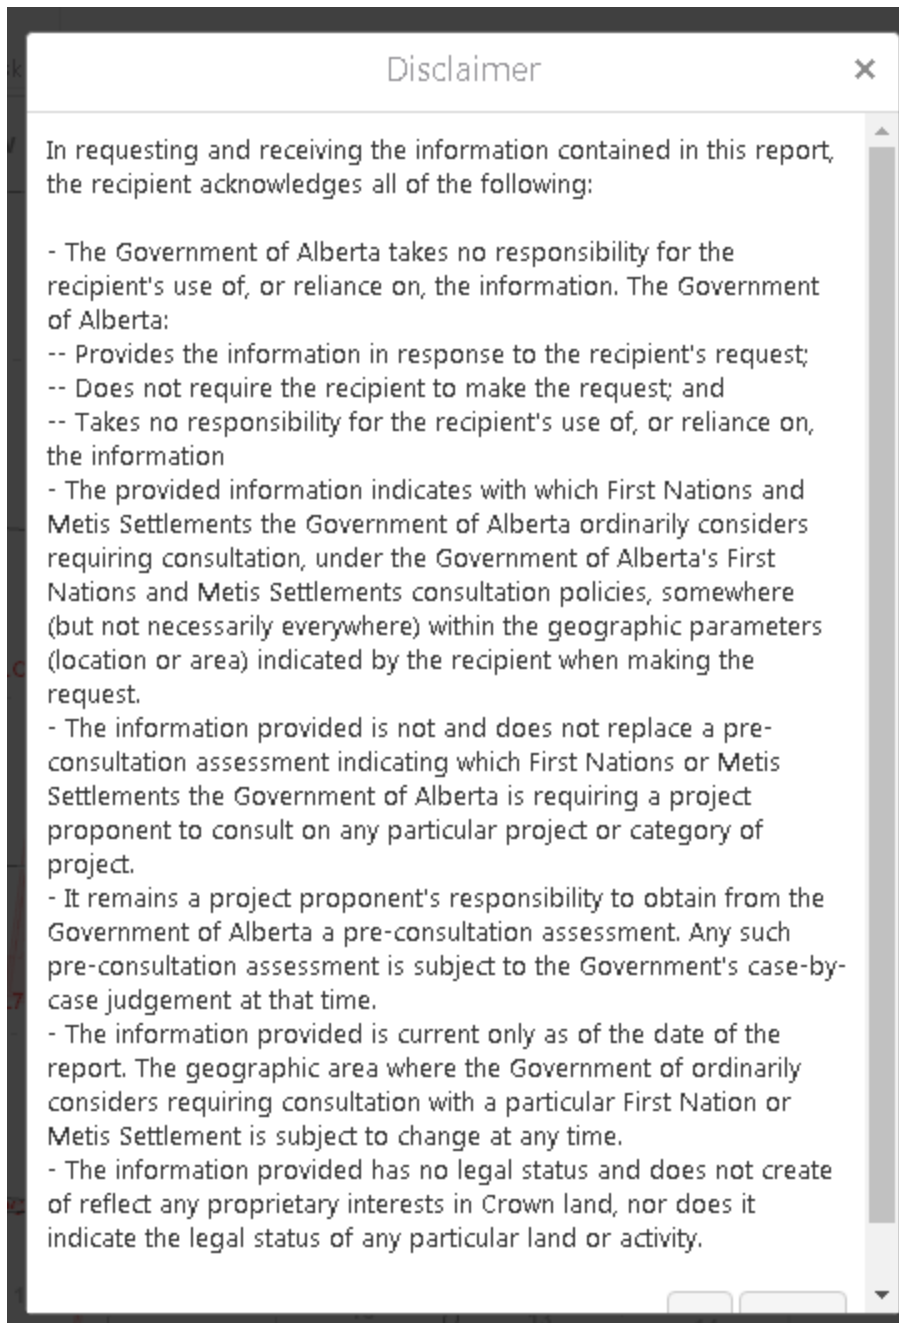 Disclaimer
In requesting and receiving the information contained in this report,
the recipient acknowledges all of the following:
- The Government of Alberta takes no responsibility for the
recipient's use of, or reliance on, the information. The Government
of Alberta:
-- Provides the information in response to the recipient's request;
-- Does not require the recipient to make the request; and
-- Takes no responsibility for the recipient's use of, or reliance on,
the information
- The provided information indicates with which First Nations and
Metis Settlements the Government of Alberta ordinarily considers
requiring consultation, under the Government of Alberta's First
Nations and Metis Settlements consultation policies, somewhere
(but not necessarily everywhere) within the geographic parameters
(location or area) indicated by the recipient when making the
request.
- The information provided is not and does not replace a pre-
consultation assessment indicating which First Nations or Metis
Settlements the Government of Alberta is requiring a project
proponent to consult on any particular project or category of
project.
- It remains a project proponent's responsibility to obtain from the
Government of Alberta a pre-consultation assessment. Any such
pre-consultation assessment is subject to the Government's case-by-
case judgement at that time.
- The information provided is current only as of the date of the
report. The geographic area where the Government of ordinarily
considers requiring consultation with a particular First Nation or
Metis Settlement is subject to change at any time.
- The information provided has no legal status and does not create
of reflect any proprietary interests in Crown land, nor does it
indicate the legal status of any particular land or activity.